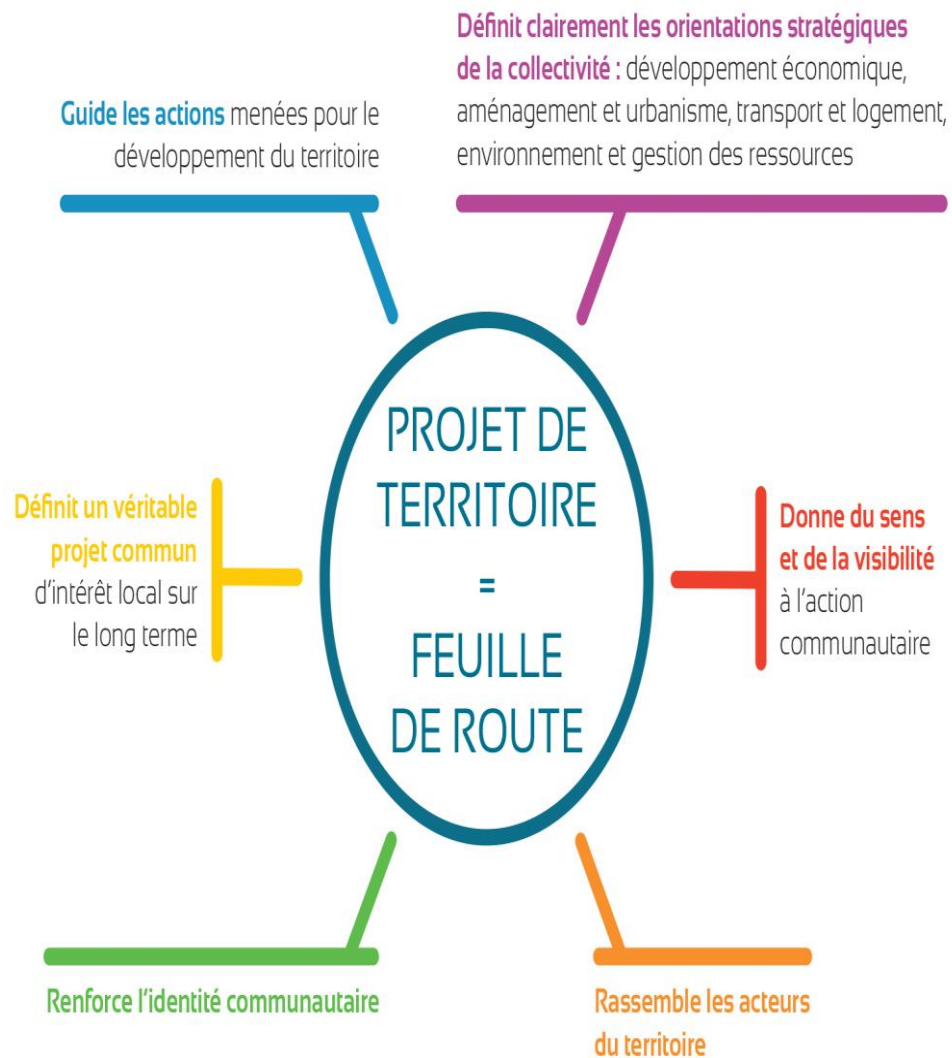 Définit clairement les orientations stratégiques
de la collectivité : développement économique,
aménagement et urbanisme, transport et logement,
environnement et gestion des ressources
Guide les actions menées pour le
développement du territoire
PROJET DE
TERRITOIRE
=
FEUILLE
DE ROUTE
Définit un véritable
projet commun
d'intérêt local sur
le long terme
Donne du sens
et de la visibilité
à l'action
communautaire
Renforce l'identité communautaire
Rassemble les acteurs
du territoire